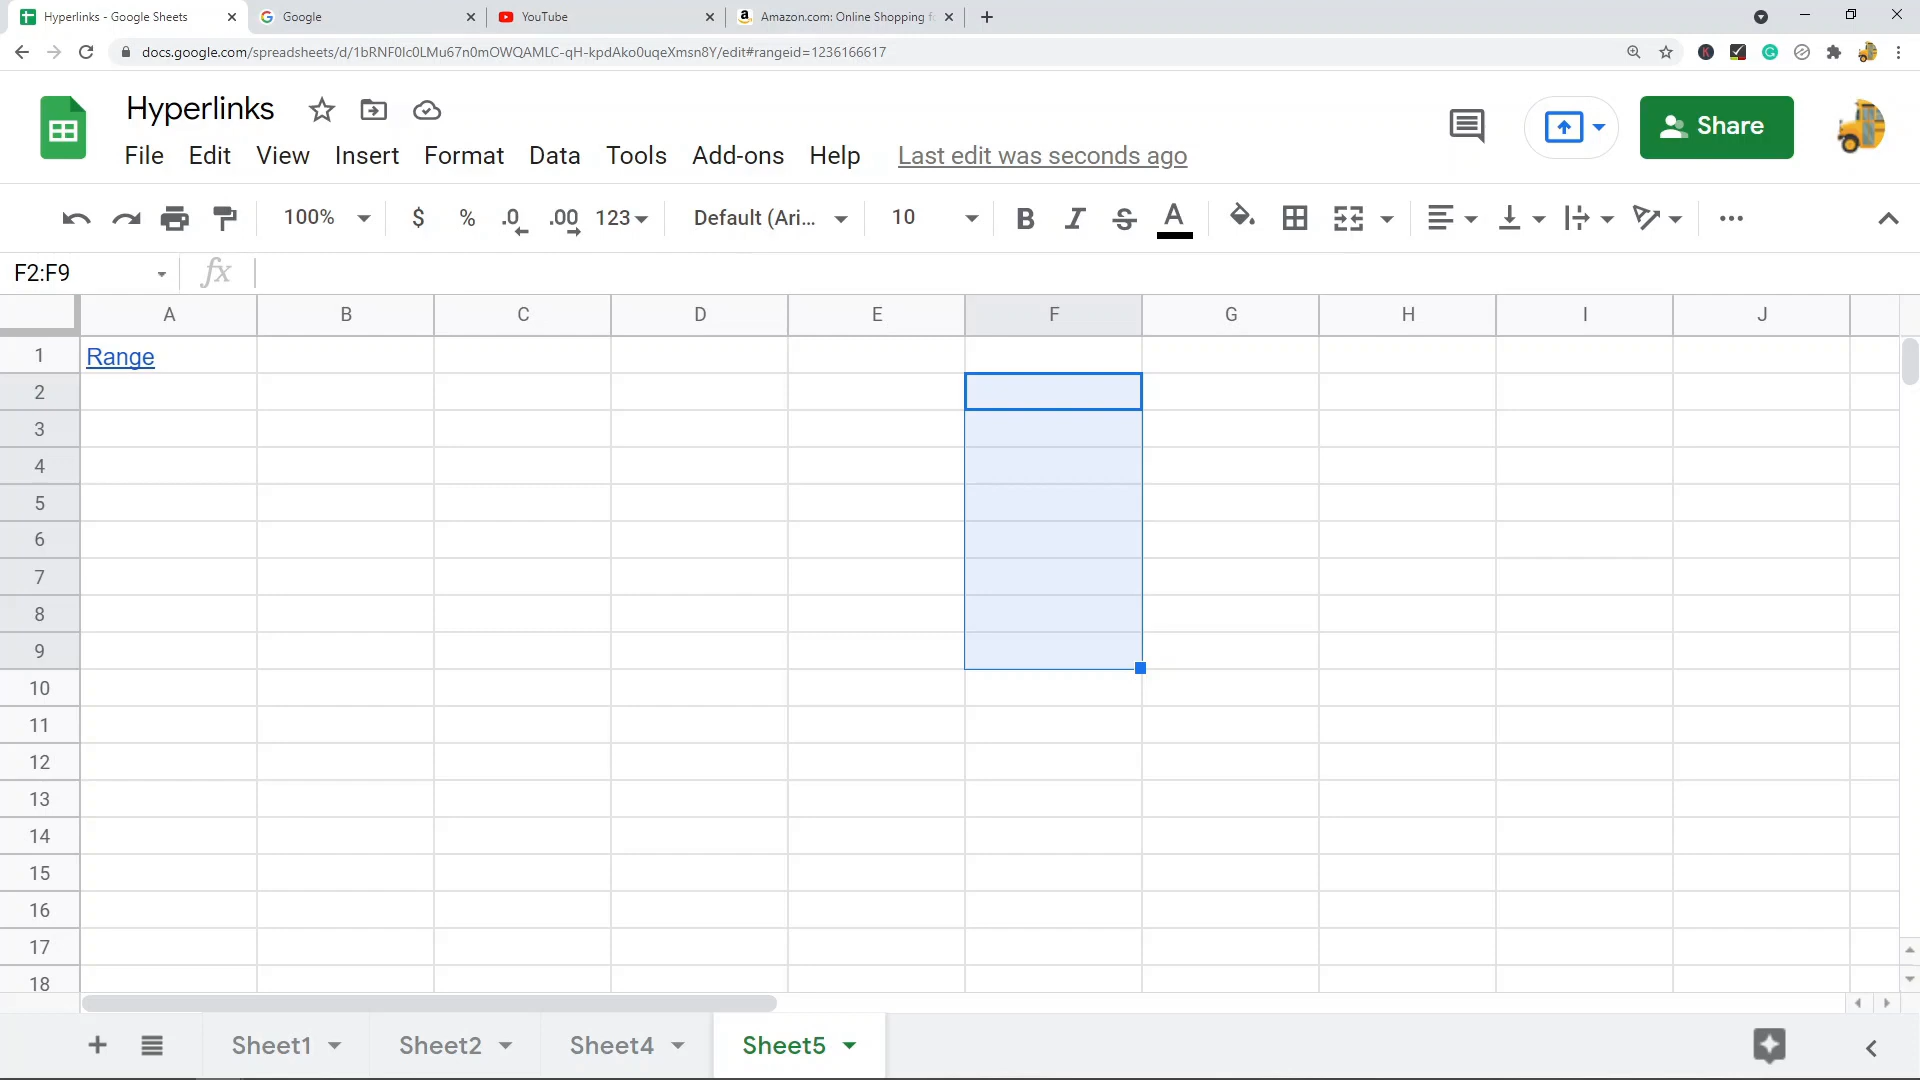 Hyperlinks - Google Sheets
Google
YouTube
Amazon.com: Online Shopping f
docs.google.com/spreadsheets/d/1bRNF0lc0LMu67n0mOWQAMLC-qH-kpdAko0uqeXmsn8Y/edit#rangeid=1236166617
Hyperlinks
Share
File Edit View Insert Format Data Tools Add-ons Help Last edit was seconds ago
100% $ % .0 .00 123 Default (Ari... 10 B I S A
F2:F9 fx
A B C D E F G H I J
1 Range
2
3
4
5
6
7
8
9
10
11
12
13
14
15
16
17
18
Sheet1 Sheet2 Sheet4 Sheet5